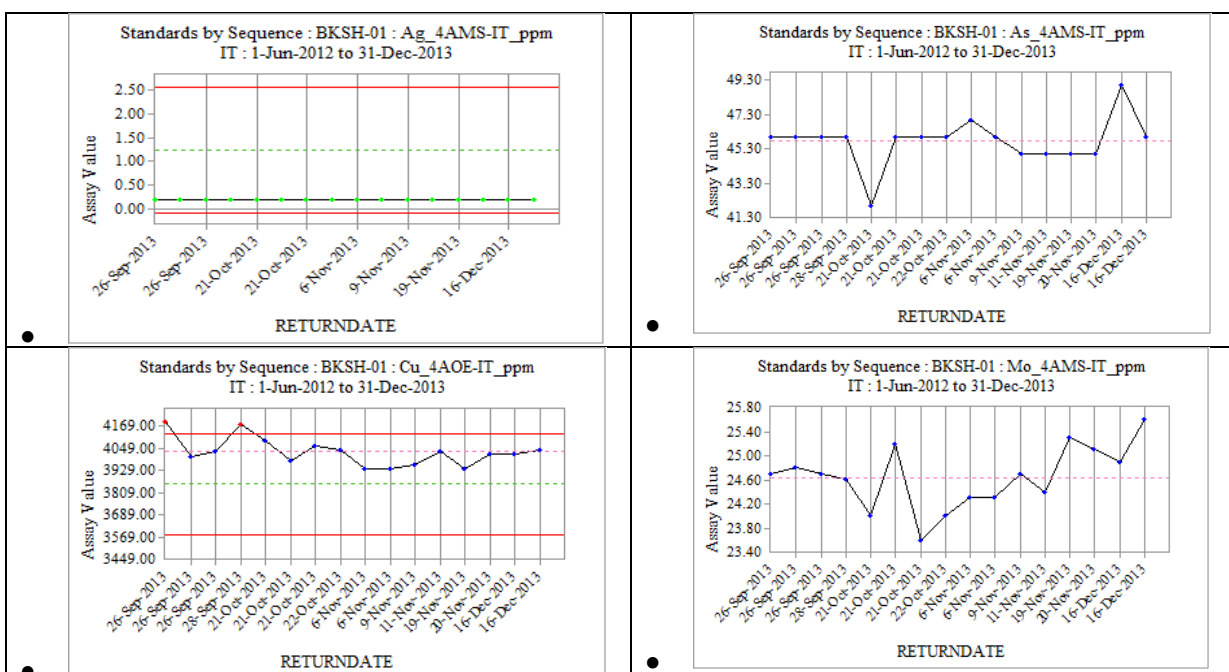 Standards by Sequence : BKSH-01 : Ag_4AMS-IT_ppm
IT : 1-Jun-2012 to 31-Dec-2013
2.50
2.00
1.50
1.00
0.50
0.00
Assay Value
26-Sep-2013
26-Sep-2013
21-Oct-2013
21-Oct-2013
6-Nov-2013
9-Nov-2013
19-Nov-2013
16-Dec-2013
RETURNDATE
Standards by Sequence : BKSH-01 : As_4AMS-IT_ppm
IT : 1-Jun-2012 to 31-Dec-2013
49.30
47.30
45.30
43.30
41.30
Assay Value
26-Sep-2013
26-Sep-2013
26-Sep-2013
28-Sep-2013
21-Oct-2013
21-Oct-2013
21-Oct-2013
22-Oct-2013
6-Nov-2013
6-Nov-2013
9-Nov-2013
11-Nov-2013
19-Nov-2013
20-Nov-2013
16-Dec-2013
16-Dec-2013
RETURNDATE
Standards by Sequence : BKSH-01 : Cu_4AOE-IT_ppm
IT : 1-Jun-2012 to 31-Dec-2013
4169.00
4049.00
3929.00
3809.00
3689.00
3569.00
3449.00
Assay Value
26-Sep-2013
26-Sep-2013
26-Sep-2013
28-Sep-2013
21-Oct-2013
21-Oct-2013
21-Oct-2013
22-Oct-2013
6-Nov-2013
6-Nov-2013
9-Nov-2013
11-Nov-2013
19-Nov-2013
20-Nov-2013
16-Dec-2013
16-Dec-2013
RETURNDATE
Standards by Sequence : BKSH-01 : Mo_4AMS-IT_ppm
IT : 1-Jun-2012 to 31-Dec-2013
25.80
25.40
25.00
24.60
24.20
23.80
23.40
Assay Value
26-Sep-2013
26-Sep-2013
26-Sep-2013
28-Sep-2013
21-Oct-2013
21-Oct-2013
21-Oct-2013
22-Oct-2013
6-Nov-2013
6-Nov-2013
9-Nov-2013
11-Nov-2013
19-Nov-2013
20-Nov-2013
16-Dec-2013
16-Dec-2013
RETURNDATE